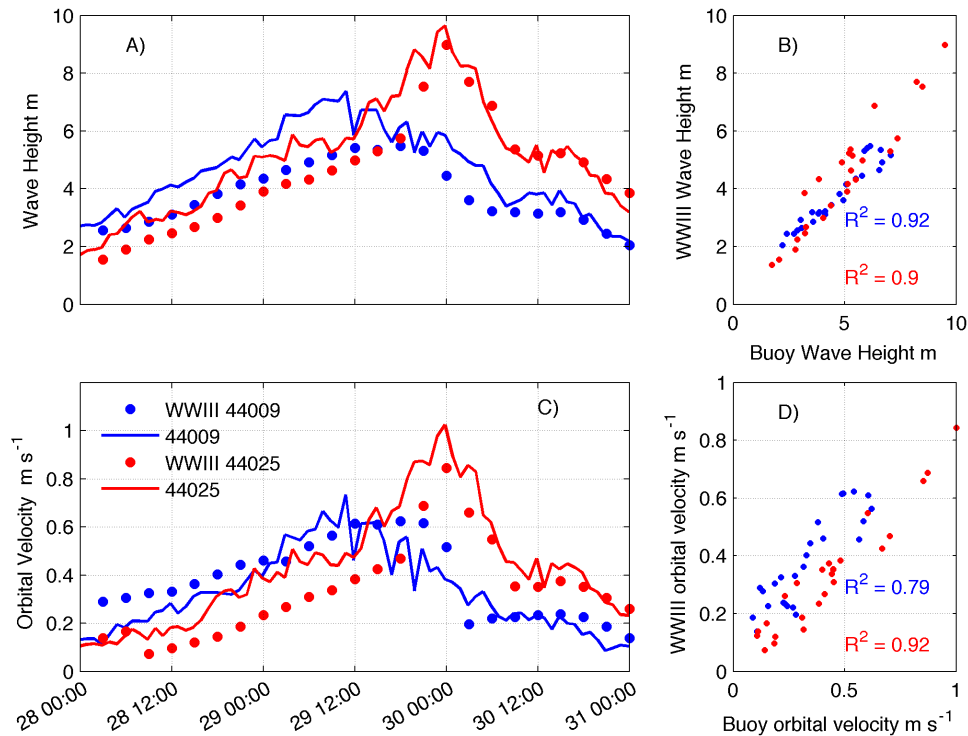 10
8
6
4
2
0
Wave Height m
A)
10
8
6
4
2
0
WWIII Wave Height m
B)
R² = 0.92
R² = 0.9
0
5
10
Buoy Wave Height m
1
0.8
0.6
0.4
0.2
0
Orbital Velocity m s⁻¹
C)
WWIII 44009
44009
WWIII 44025
44025
28 00:00
28 12:00
29 00:00
29 12:00
30 00:00
30 12:00
31 00:00
1
0.8
0.6
0.4
0.2
0
WWIII orbital velocity m s⁻¹
D)
R² = 0.79
R² = 0.92
0
0.5
1
Buoy orbital velocity m s⁻¹